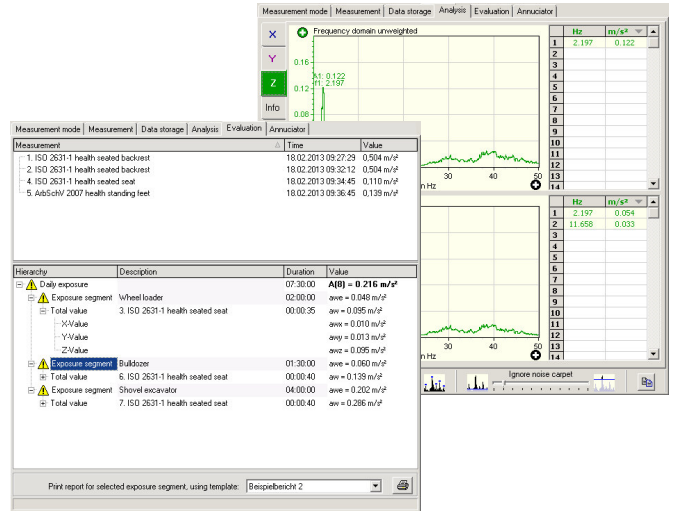 Measurement mode Measurement Data storage Analysis Evaluation Annuciator
X
Frequency domain unweighted
Hz m/s²
1 2.197 0.122
2
3
4
5
6
7
8
9
10
11
12
13
14
Y
Z
Info
0.16
0.12
0.08
A1: 0.122
f1: 2.197
30 40 50
n Hz
Hz m/s²
1 2.197 0.054
2 11.658 0.033
3
4
5
6
7
8
9
10
11
12
13
14
30 40 50
n Hz
Ignore noise carpet
Measurement mode Measurement Data storage Analysis Evaluation Annuciator
Measurement Time Value
1. ISO 2631-1 health seated backrest 18.02.2013 09:27:29 0,504 m/s²
2. ISO 2631-1 health seated backrest 18.02.2013 09:32:12 0.504 m/s²
4. ISO 2631-1 health seated seat 18.02.2013 09:34:45 0,110 m/s²
5. ArbSchV 2007 health standing feet 18.02.2013 09:36:45 0,139 m/s²
Hierarchy Description Duration Value
Daily exposure 07:30:00 A(8) = 0.216 m/s²
Exposure segment Wheel loader 02:00:00 awe = 0.048 m/s²
Total value 3. ISO 2631-1 health seated seat 00:00:35 aw = 0.095 m/s²
X-Value awx = 0.010 m/s²
Y-Value awy = 0.013 m/s²
Z-Value awz = 0.095 m/s²
Exposure segment Bulldozer 01:30:00 awe = 0.060 m/s²
Total value 6. ISO 2631-1 health seated seat 00:00:40 aw = 0.139 m/s²
Exposure segment Shovel excavator 04:00:00 awe = 0.202 m/s²
Total value 7. ISO 2631-1 health seated seat 00:00:40 aw = 0.286 m/s²
Print report for selected exposure segment, using template: Beispielbericht 2